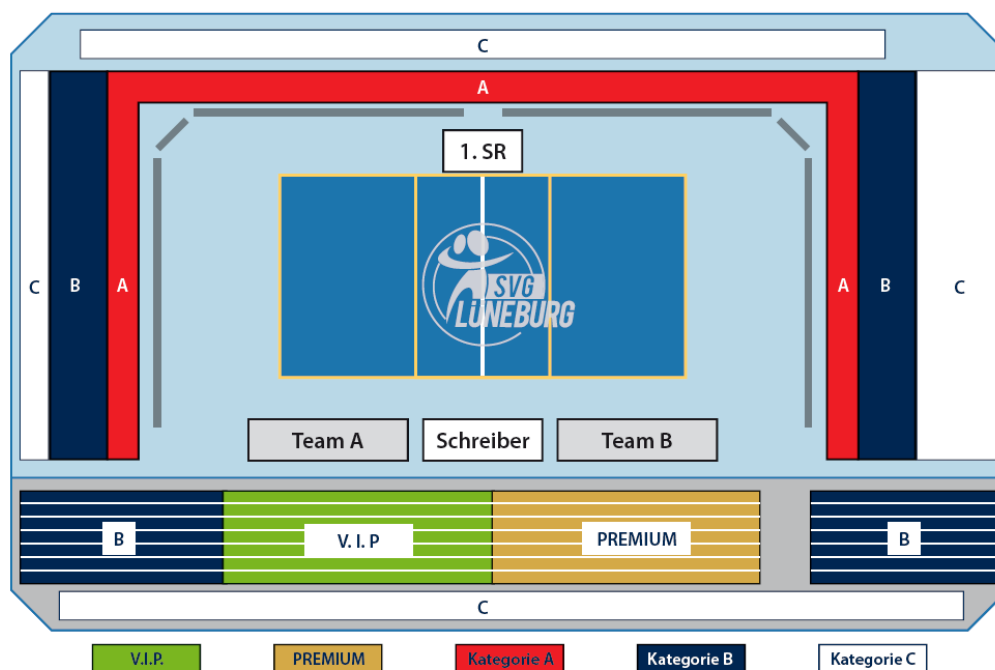 C
A
1. SR
C
B
A
SVG
LÜNEBURG
A
B
C
Team A
Schreiber
Team B
B
V. I. P
PREMIUM
B
C
V.I.P.
PREMIUM
Kategorie A
Kategorie B
Kategorie C